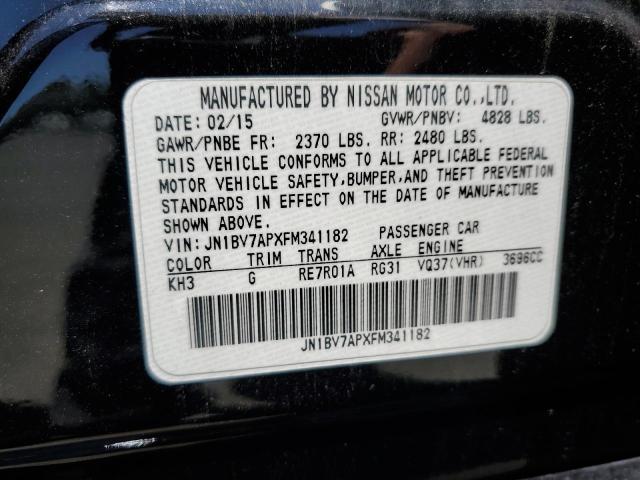 MANUFACTURED BY NISSAN MOTOR CO.,LTD.
DATE: 02/15 GVWR/PNBV: 4828 LBS.
GAWR/PNBE FR: 2370 LBS. RR: 2480 LBS.
THIS VEHICLE CONFORMS TO ALL APPLICABLE FEDERAL
MOTOR VEHICLE SAFETY,BUMPER,AND THEFT PREVENTION
STANDARDS IN EFFECT ON THE DATE OF MANUFACTURE
SHOWN ABOVE.
VIN: JN1BV7APXFM341182 PASSENGER CAR
COLOR TRIM TRANS AXLE ENGINE
KH3 G RE7R01A RG31 VQ37(VHR) 3696CC
JN1BV7APXFM341182